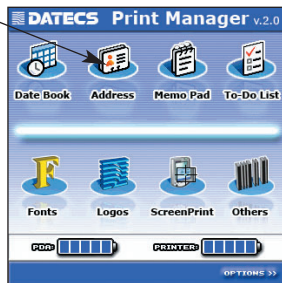 DATECS Print Manager v.2.0
Date Book Address Memo Pad To-Do List
Fonts Logos ScreenPrint Others
PDA: PRINTER:
OPTIONS >>